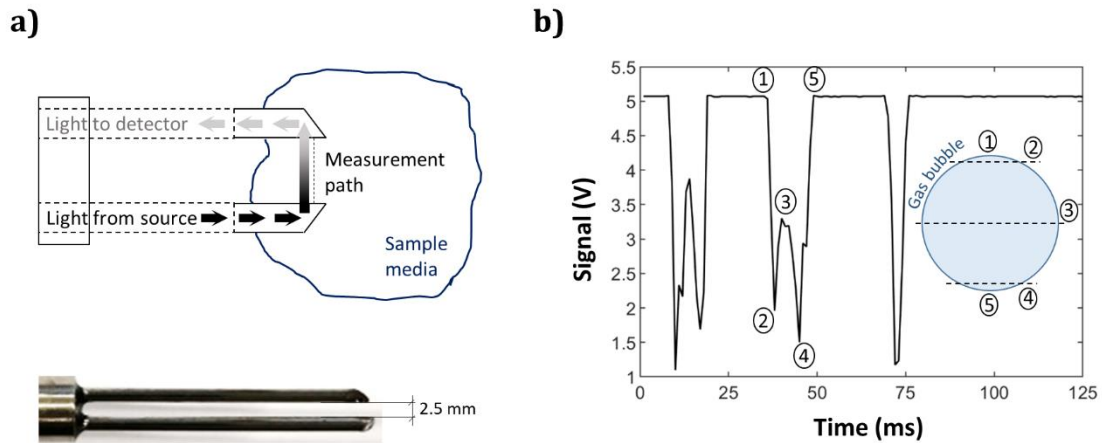 a)
Light to detector
Measurement
path
Light from source
Sample
media
2.5 mm
b)
5.5
5
4.5
4
3.5
3
2.5
2
1.5
1
Signal (V)
0
25
50
75
100
125
Time (ms)
①
⑤
③
②
④
Gas bubble
①
②
③
⑤
④